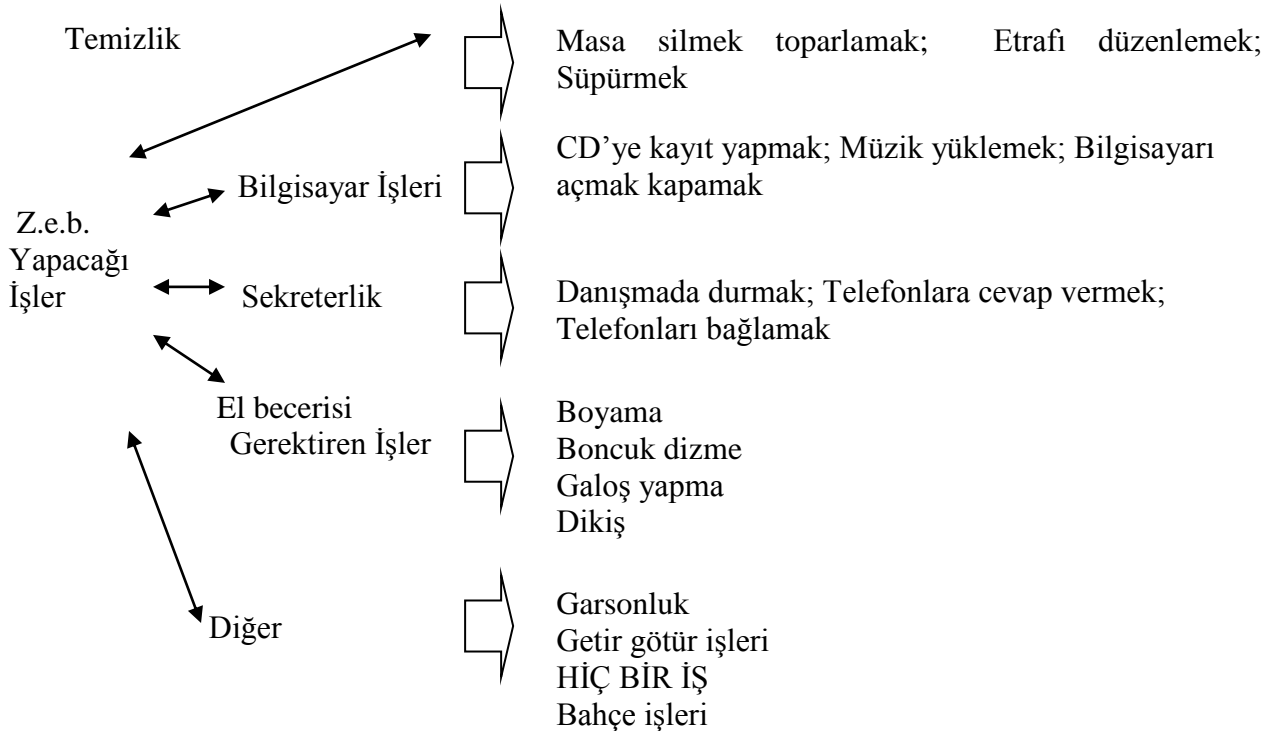 Temizlik
Masa silmek toparlamak; Etrafı düzenlemek;
Süpürmek
CD’ye kayıt yapmak; Müzik yüklemek; Bilgisayarı
açmak kapamak
Bilgisayar İşleri
Z.e.b.
Yapacağı
İşler
Sekreterlik
Danışmada durmak; Telefonlara cevap vermek;
Telefonları bağlamak
El becerisi
Gerektiren İşler
Boyama
Boncuk dizme
Galoş yapma
Dikiş
Diğer
Garsonluk
Getir götür işleri
HİÇ BİR İŞ
Bahçe işleri